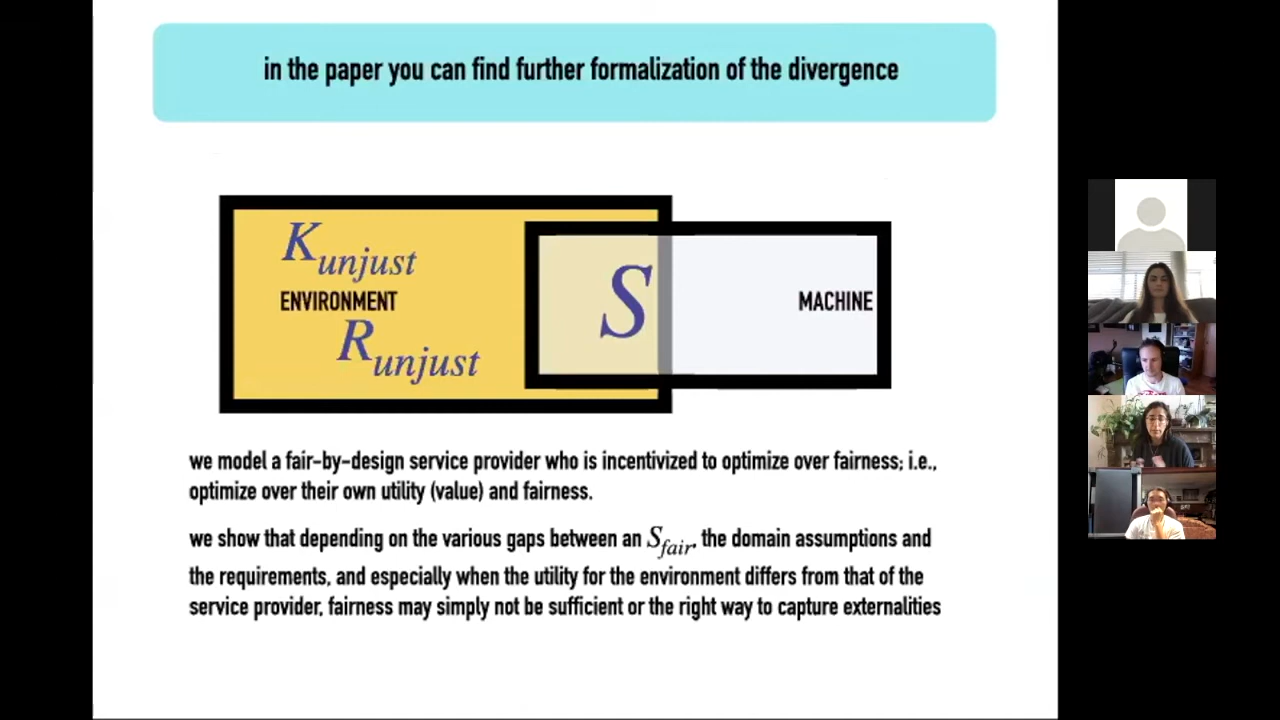 in the paper you can find further formalization of the divergence
K unjust
ENVIRONMENT
R unjust
S
MACHINE
we model a fair-by-design service provider who is incentivized to optimize over fairness; i.e.,
optimize over their own utility (value) and fairness.
we show that depending on the various gaps between an S fair, the domain assumptions and
the requirements, and especially when the utility for the environment differs from that of the
service provider, fairness may simply not be sufficient or the right way to capture externalities